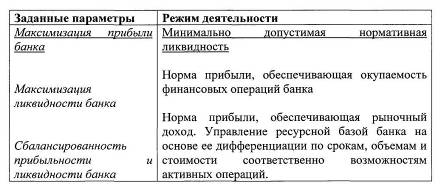 Заданные параметры
Режим деятельности
Максимизация прибыли
банка
Минимально допустимая нормативная
ликвидность
Максимизация
ликвидности банка
Норма прибыли, обеспечивающая окупаемость
финансовых операций банка
Сбалансированность
прибыльности и
ликвидности банка
Норма прибыли, обеспечивающая рыночный
доход. Управление ресурсной базой банка на
основе ее дифференциации по срокам, объемам и
стоимости соответственно возможностям
активных операций.